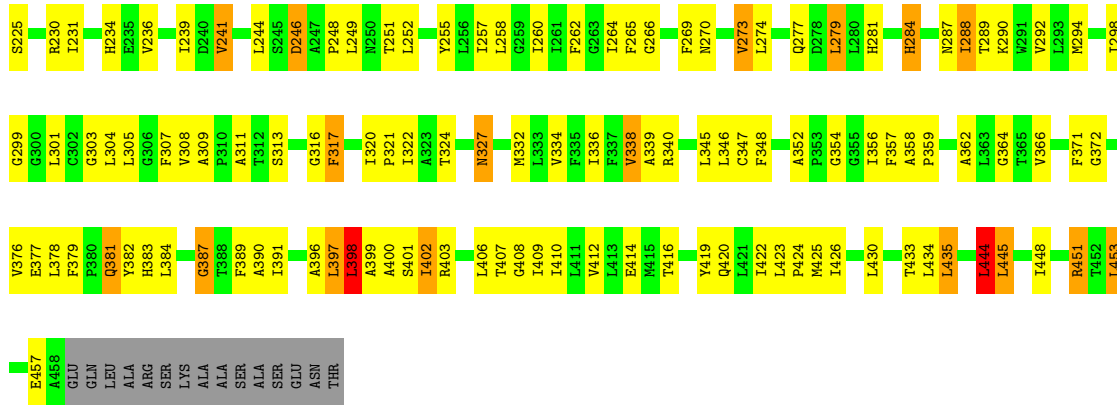 S225 R230 I231 H234 E235 V236 I239 D240 V241 L244 S245 D246 A247 P248 L249 N250 T251 L252 Y255 L256 I257 L258 G259 I260 I261 F262 G263 I264 F265 G266 F269 N270 V273 L274 Q277 D278 L279 L280 H281 H284 N287 I288 T289 K290 W291 V292 L293 M294 I298
G299 G300 L301 C302 G303 L304 L305 G306 F307 V308 A309 P310 A311 T312 S313 G316 F317 I320 P321 I322 A323 T324 N327 M332 L333 V334 F335 I336 F337 V338 A339 R340 L345 L346 C347 F348 A352 P353 G354 G355 I356 F357 A358 P359 A362 L363 G364 T365 V366 F371 G372
V376 E377 L378 F379 P380 Q381 Y382 H383 L384 G387 T388 F389 A390 I391 A396 L397 L398 A399 A400 S401 I402 R403 L406 T407 G408 I409 I410 L411 V412 L413 E414 M415 T416 Y419 Q420 L421 I422 L423 P424 M425 I426 L430 T433 L434 L435 L444 L445 I448 R451 T452 L453
E457 A458 GLU GLN LEU ALA ARG SER LYS ALA ALA SER ALA SER GLU ASN THR